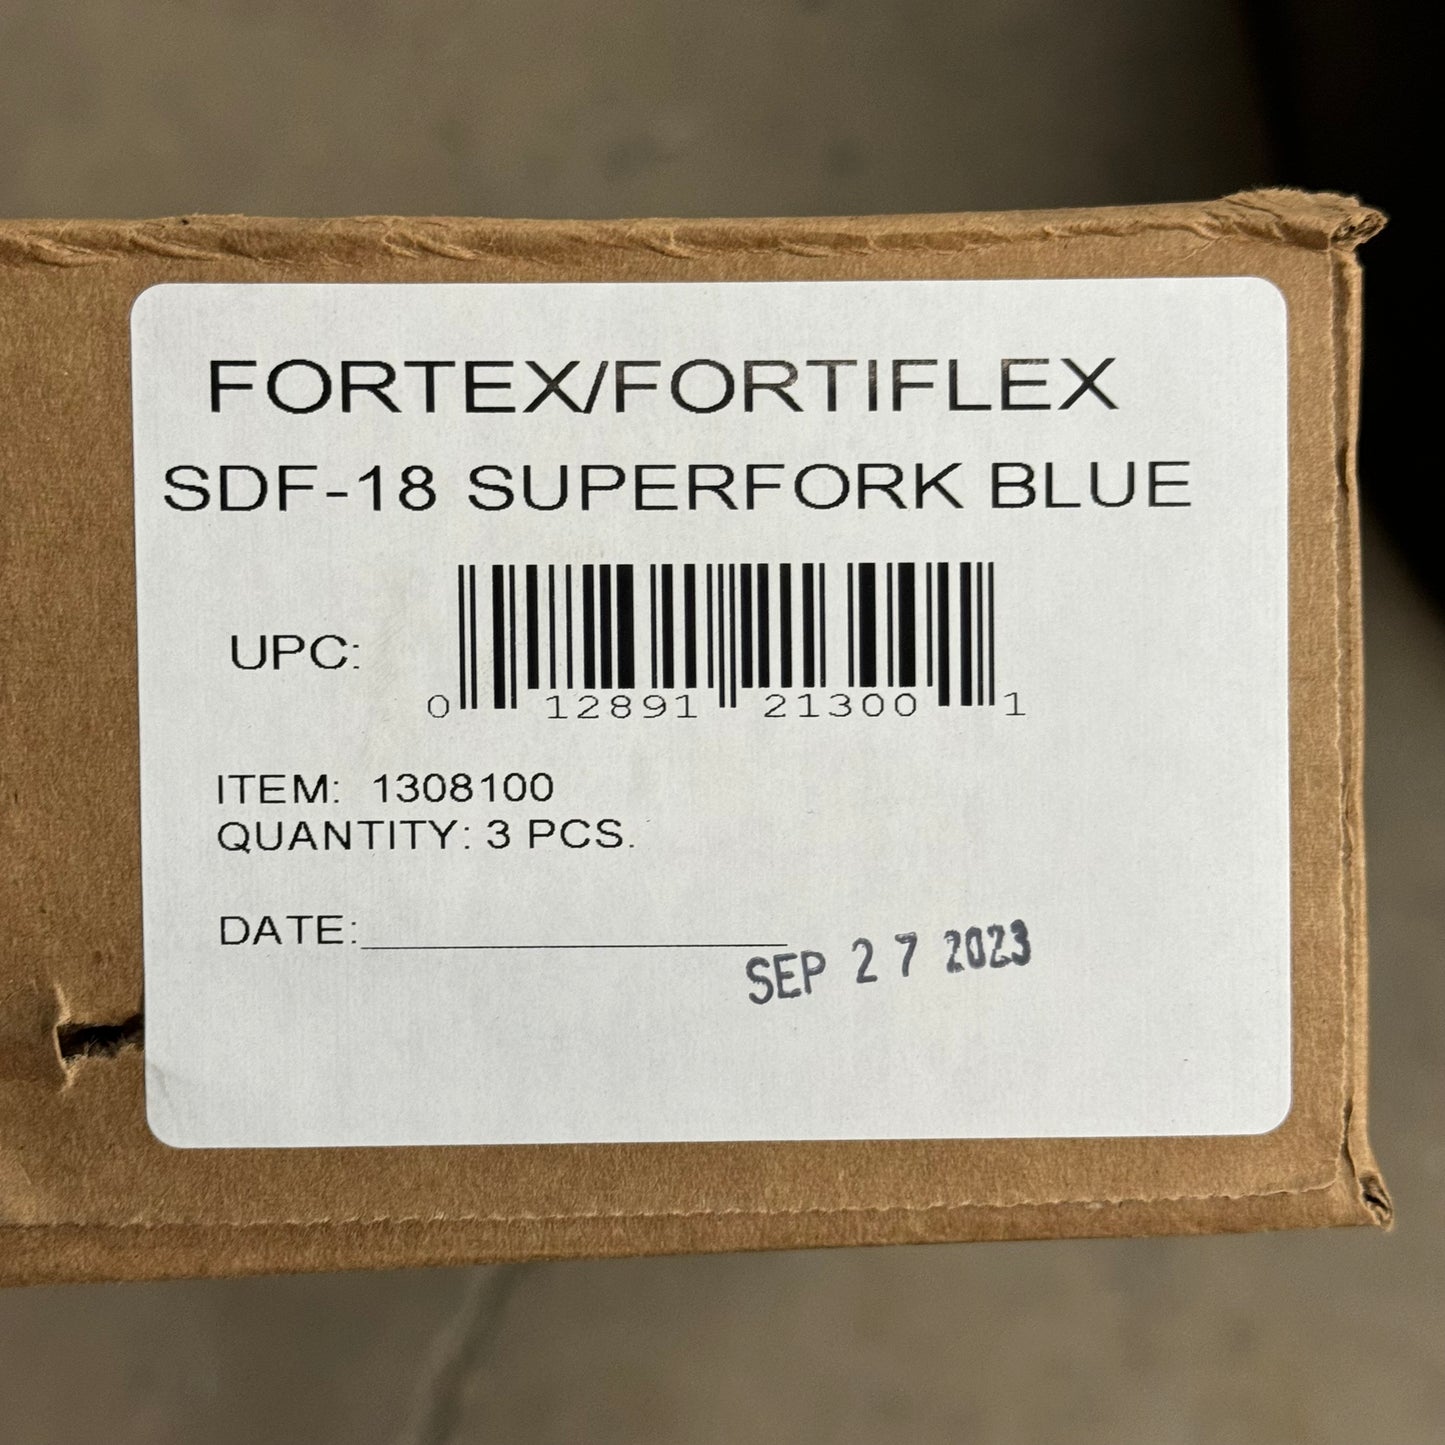 FORTEX/FORTIFLEX
SDF-18 SUPERFORK BLUE
UPC:
0 12891 21300 1
ITEM: 1308100
QUANTITY: 3 PCS.
DATE:
SEP 27 2023